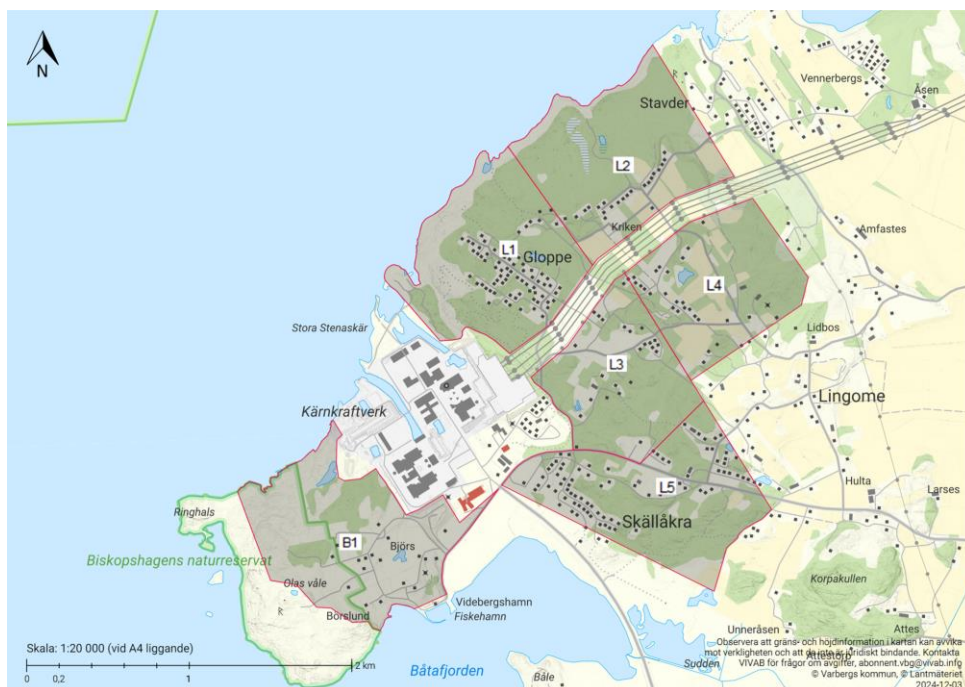 N
Stavder
Vennerbergs
Åsen
L2
Kriken
L1
Gloppe
Amfastes
L4
Stora Stenaskär
Lidbos
L3
Kärnkraftverk
Lingome
Hulta
Larses
L5
Skällåkra
Ringhals
B1
Björs
Biskopshagens naturreservat
Olas våle
Korpakullen
Börslund
Videbergshamn
Fiskehamn
Unneråsen
Attes
Attestorp
Sudden
Båtafjorden
Båle
Skala: 1:20 000 (vid A4 liggande)
0
0,2
1
2 km
Observera att gräns- och höjdinformation i kartan kan avvika
mot verkligheten och att da inte är juridiskt bindande. Kontakta
VIVAB för frågor om avgifter, abonnent.vbg@vivab.info
© Varbergs kommun, © Lantmäteriet
2024-12-03